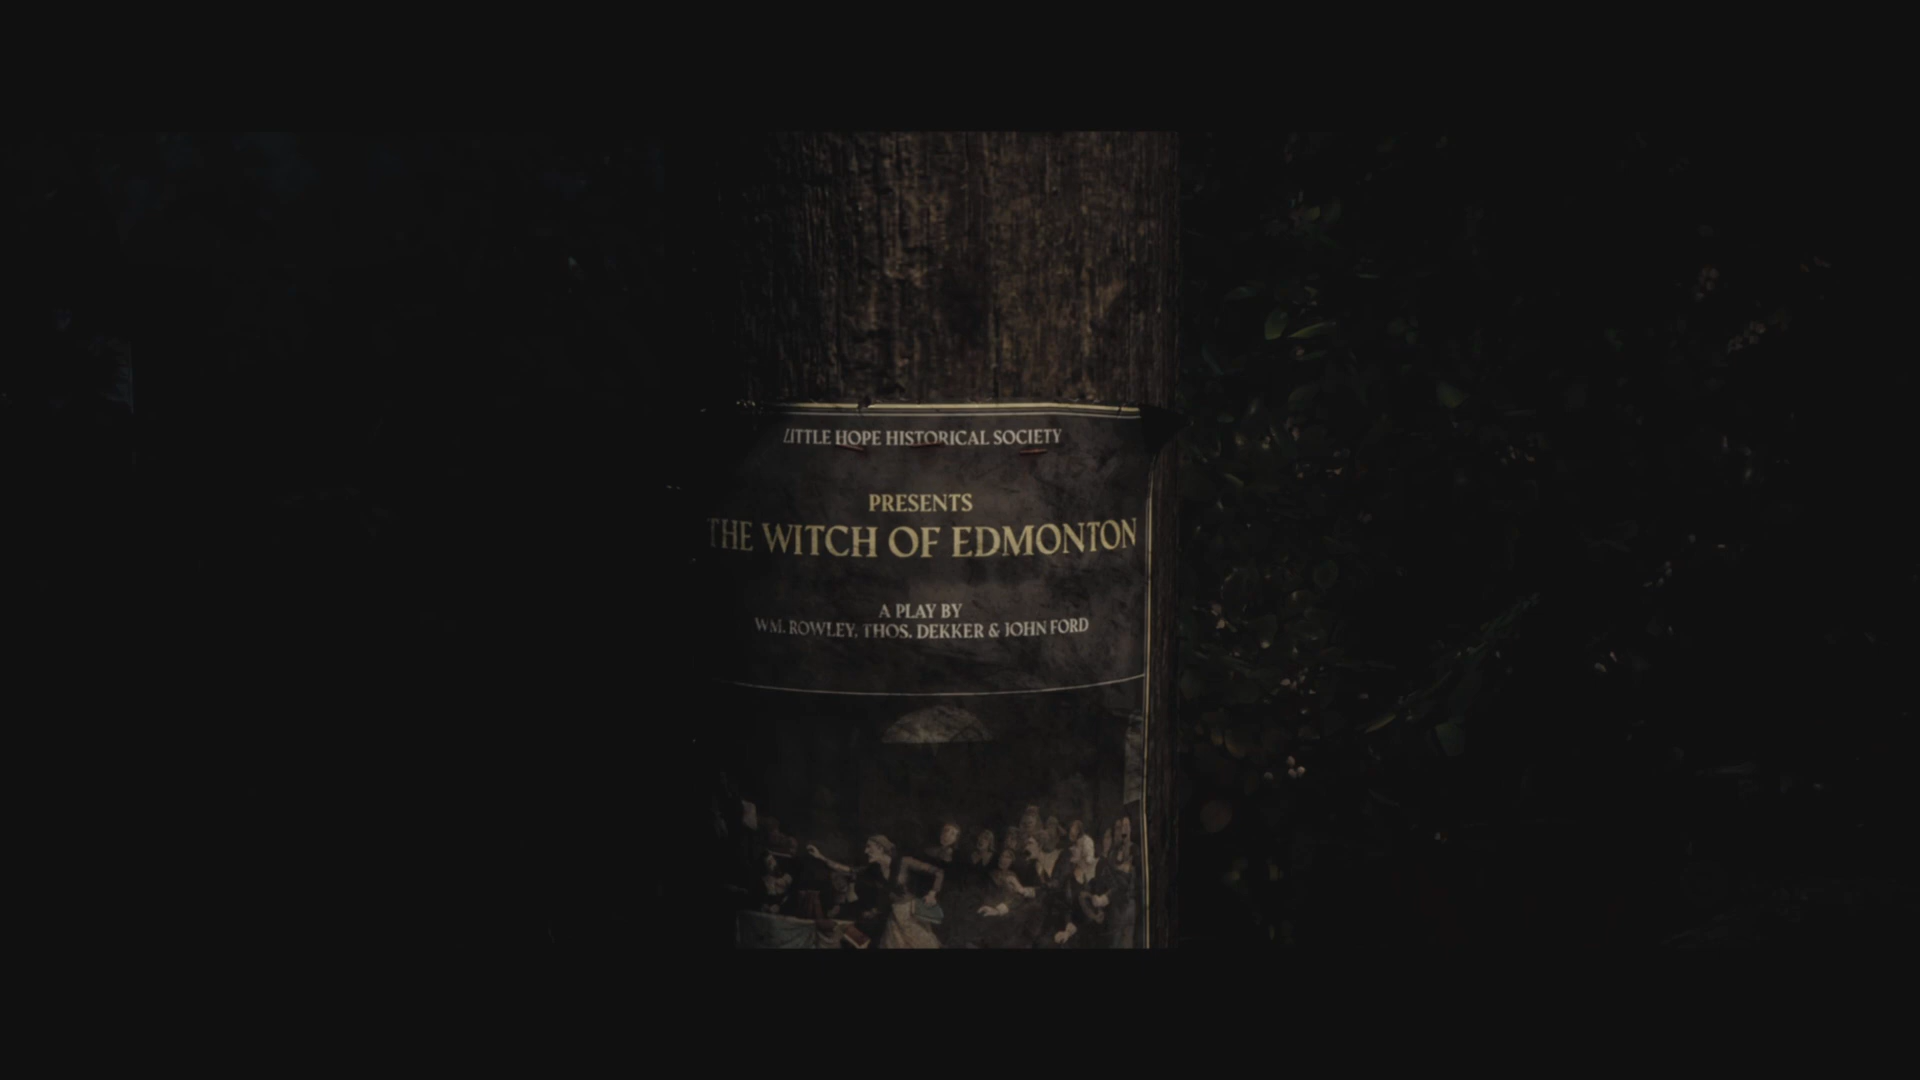 LITTLE HOPE HISTORICAL SOCIETY
PRESENTS
THE WITCH OF EDMONTON
A PLAY BY
WM. ROWLEY, THOS. DEKKER & JOHN FORD